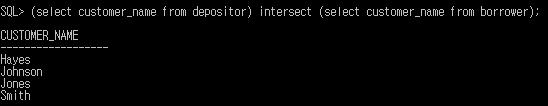 SQL> (select customer_name from depositor) intersect (select customer_name from borrower);
CUSTOMER_NAME
------------------
Hayes
Johnson
Jones
Smith